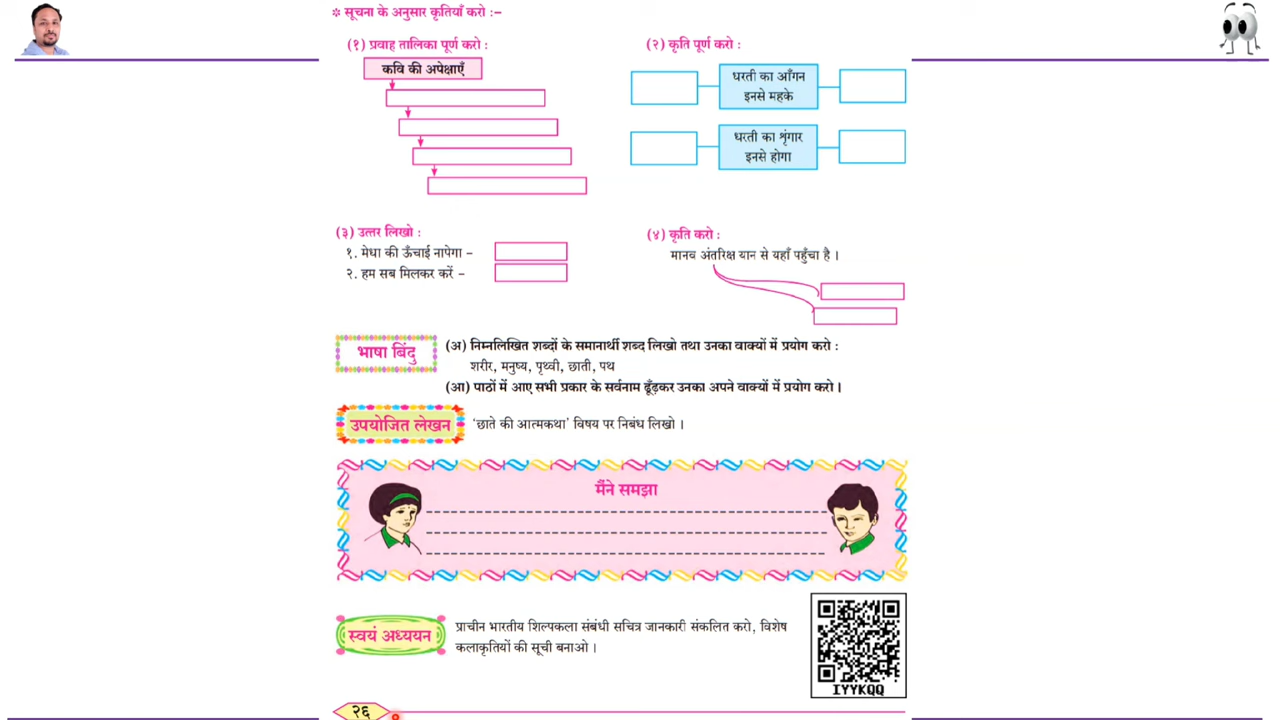 ❇ सूचना के अनुसार कृतियाँ करो :–
(१) प्रवाह तालिका पूर्ण करो :
कवि की अपेक्षाएँ
(२) कृति पूर्ण करो :
धरती का आँगन
इनसे महके
धरती का शृंगार
इनसे होगा
(३) उत्तर लिखो :
१. मेधा की ऊँचाई नापेगा –
२. हम सब मिलकर करें –
(४) कृति करो :
मानव अंतरिक्ष यान से यहाँ पहुँचा है ।
भाषा बिंदु
(अ) निम्नलिखित शब्दों के समानार्थी शब्द लिखो तथा उनका वाक्यों में प्रयोग करो :
शरीर, मनुष्य, पृथ्वी, छाती, पथ
(आ) पाठों में आए सभी प्रकार के सर्वनाम ढूँढ़कर उनका अपने वाक्यों में प्रयोग करो ।
उपयोजित लेखन
‘छाते की आत्मकथा’ विषय पर निबंध लिखो ।
मैंने समझा
स्वयं अध्ययन
प्राचीन भारतीय शिल्पकला संबंधी सचित्र जानकारी संकलित करो, विशेष
कलाकृतियों की सूची बनाओ ।
IYYKQQ
२६